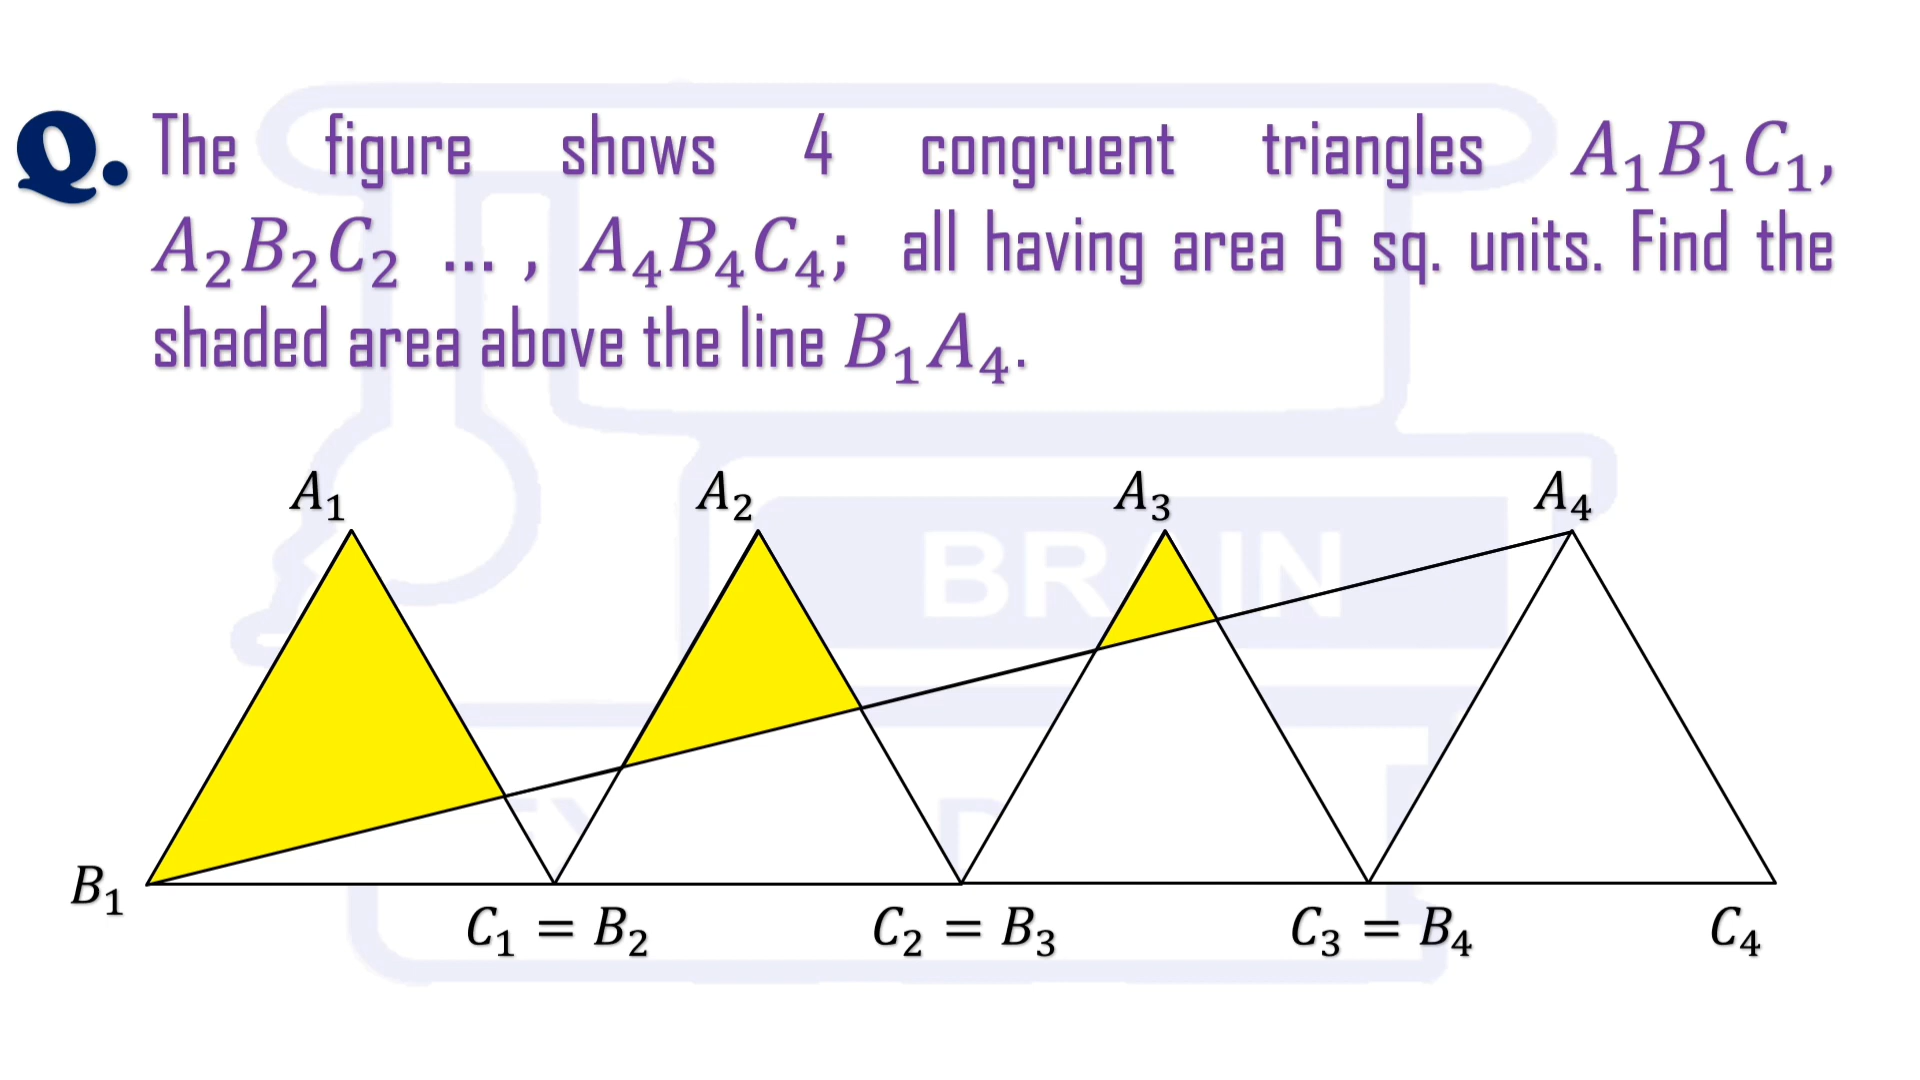 Q. The figure shows 4 congruent triangles A₁B₁C₁,
A₂B₂C₂ ... , A₄B₄C₄; all having area 6 sq. units. Find the
shaded area above the line B₁A₄.
A₁ A₂ A₃ A₄
BRAIN
B₁
C₁ = B₂ C₂ = B₃ C₃ = B₄ C₄